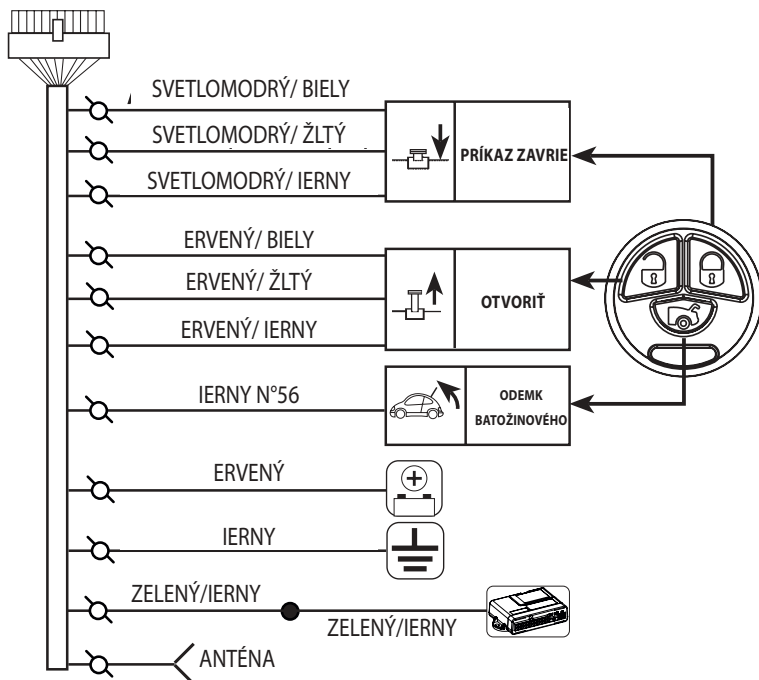 SVETLOMODRÝ/ BIELY
SVETLOMODRÝ/ ŽLTÝ
PRÍKAZ ZAVRIE
SVETLOMODRÝ/ IERNY
ERVENÝ/ BIELY
ERVENÝ/ ŽLTÝ
OTVORIŤ
ERVENÝ/ IERNY
IERNY N°56
ODEMK
BATOŽINOVÉHO
ERVENÝ
IERNY
ZELENÝ/IERNY
ZELENÝ/IERNY
ANTÉNA